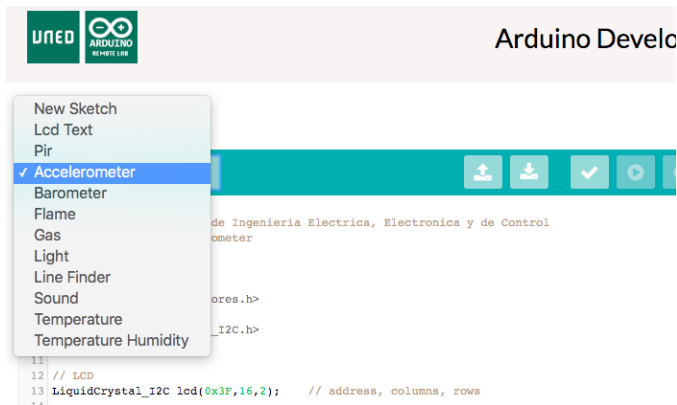 UNED
ARDUINO
REMOTE LAB
Arduino Develo
New Sketch
Lcd Text
Pir
✓ Accelerometer
Barometer
Flame
Gas
Light
Line Finder
Sound
Temperature
Temperature Humidity
de Ingenieria Electrica, Electronica y de Control
ometer
ores.h>
_I2C.h>
11
12 // LCD
13 LiquidCrystal_I2C lcd(0x3F,16,2); // address, columns, rows